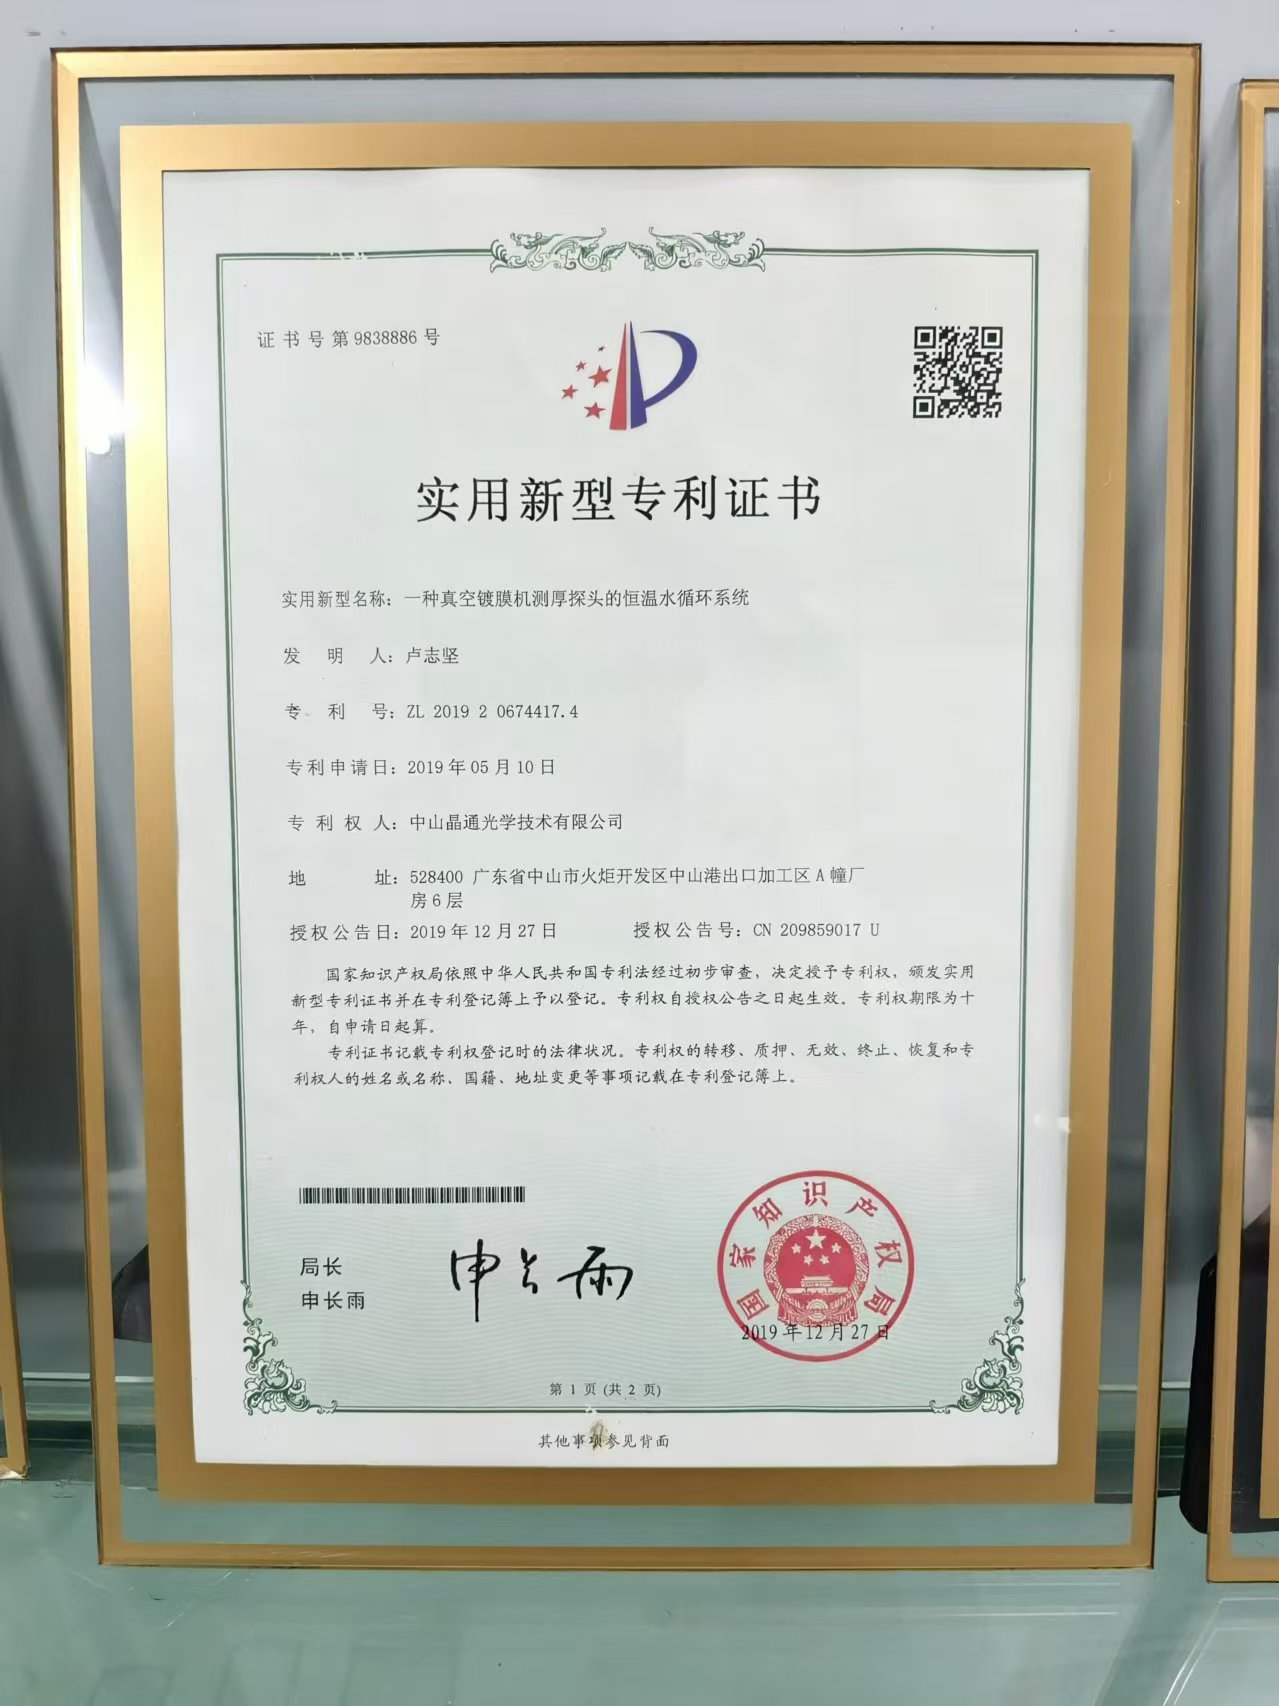 证书号第9838886号
实用新型专利证书
实用新型名称：一种真空镀膜机测厚探头的恒温水循环系统
发明人：卢志坚
专利号：ZL 2019 2 0674417.4
专利申请日：2019年05月10日
专利权人：中山晶通光学技术有限公司
地址：528400 广东省中山市火炬开发区中山港出口加工区A幢厂
房6层
授权公告日：2019年12月27日 授权公告号：CN 209859017 U
国家知识产权局依照中华人民共和国专利法经过初步审查，决定授予专利权，颁发实用
新型专利证书并在专利登记簿上予以登记。专利权自授权公告之日起生效。专利权期限为十
年，自申请日起算。
专利证书记载专利权登记时的法律状况。专利权的转移、质押、无效、终止、恢复和专
利权人的姓名或名称、国籍、地址变更等事项记载在专利登记簿上。
局长
申长雨
申长雨
国家知识产权局
2019年12月27日
第 1 页 (共 2 页)
其他事项参见背面